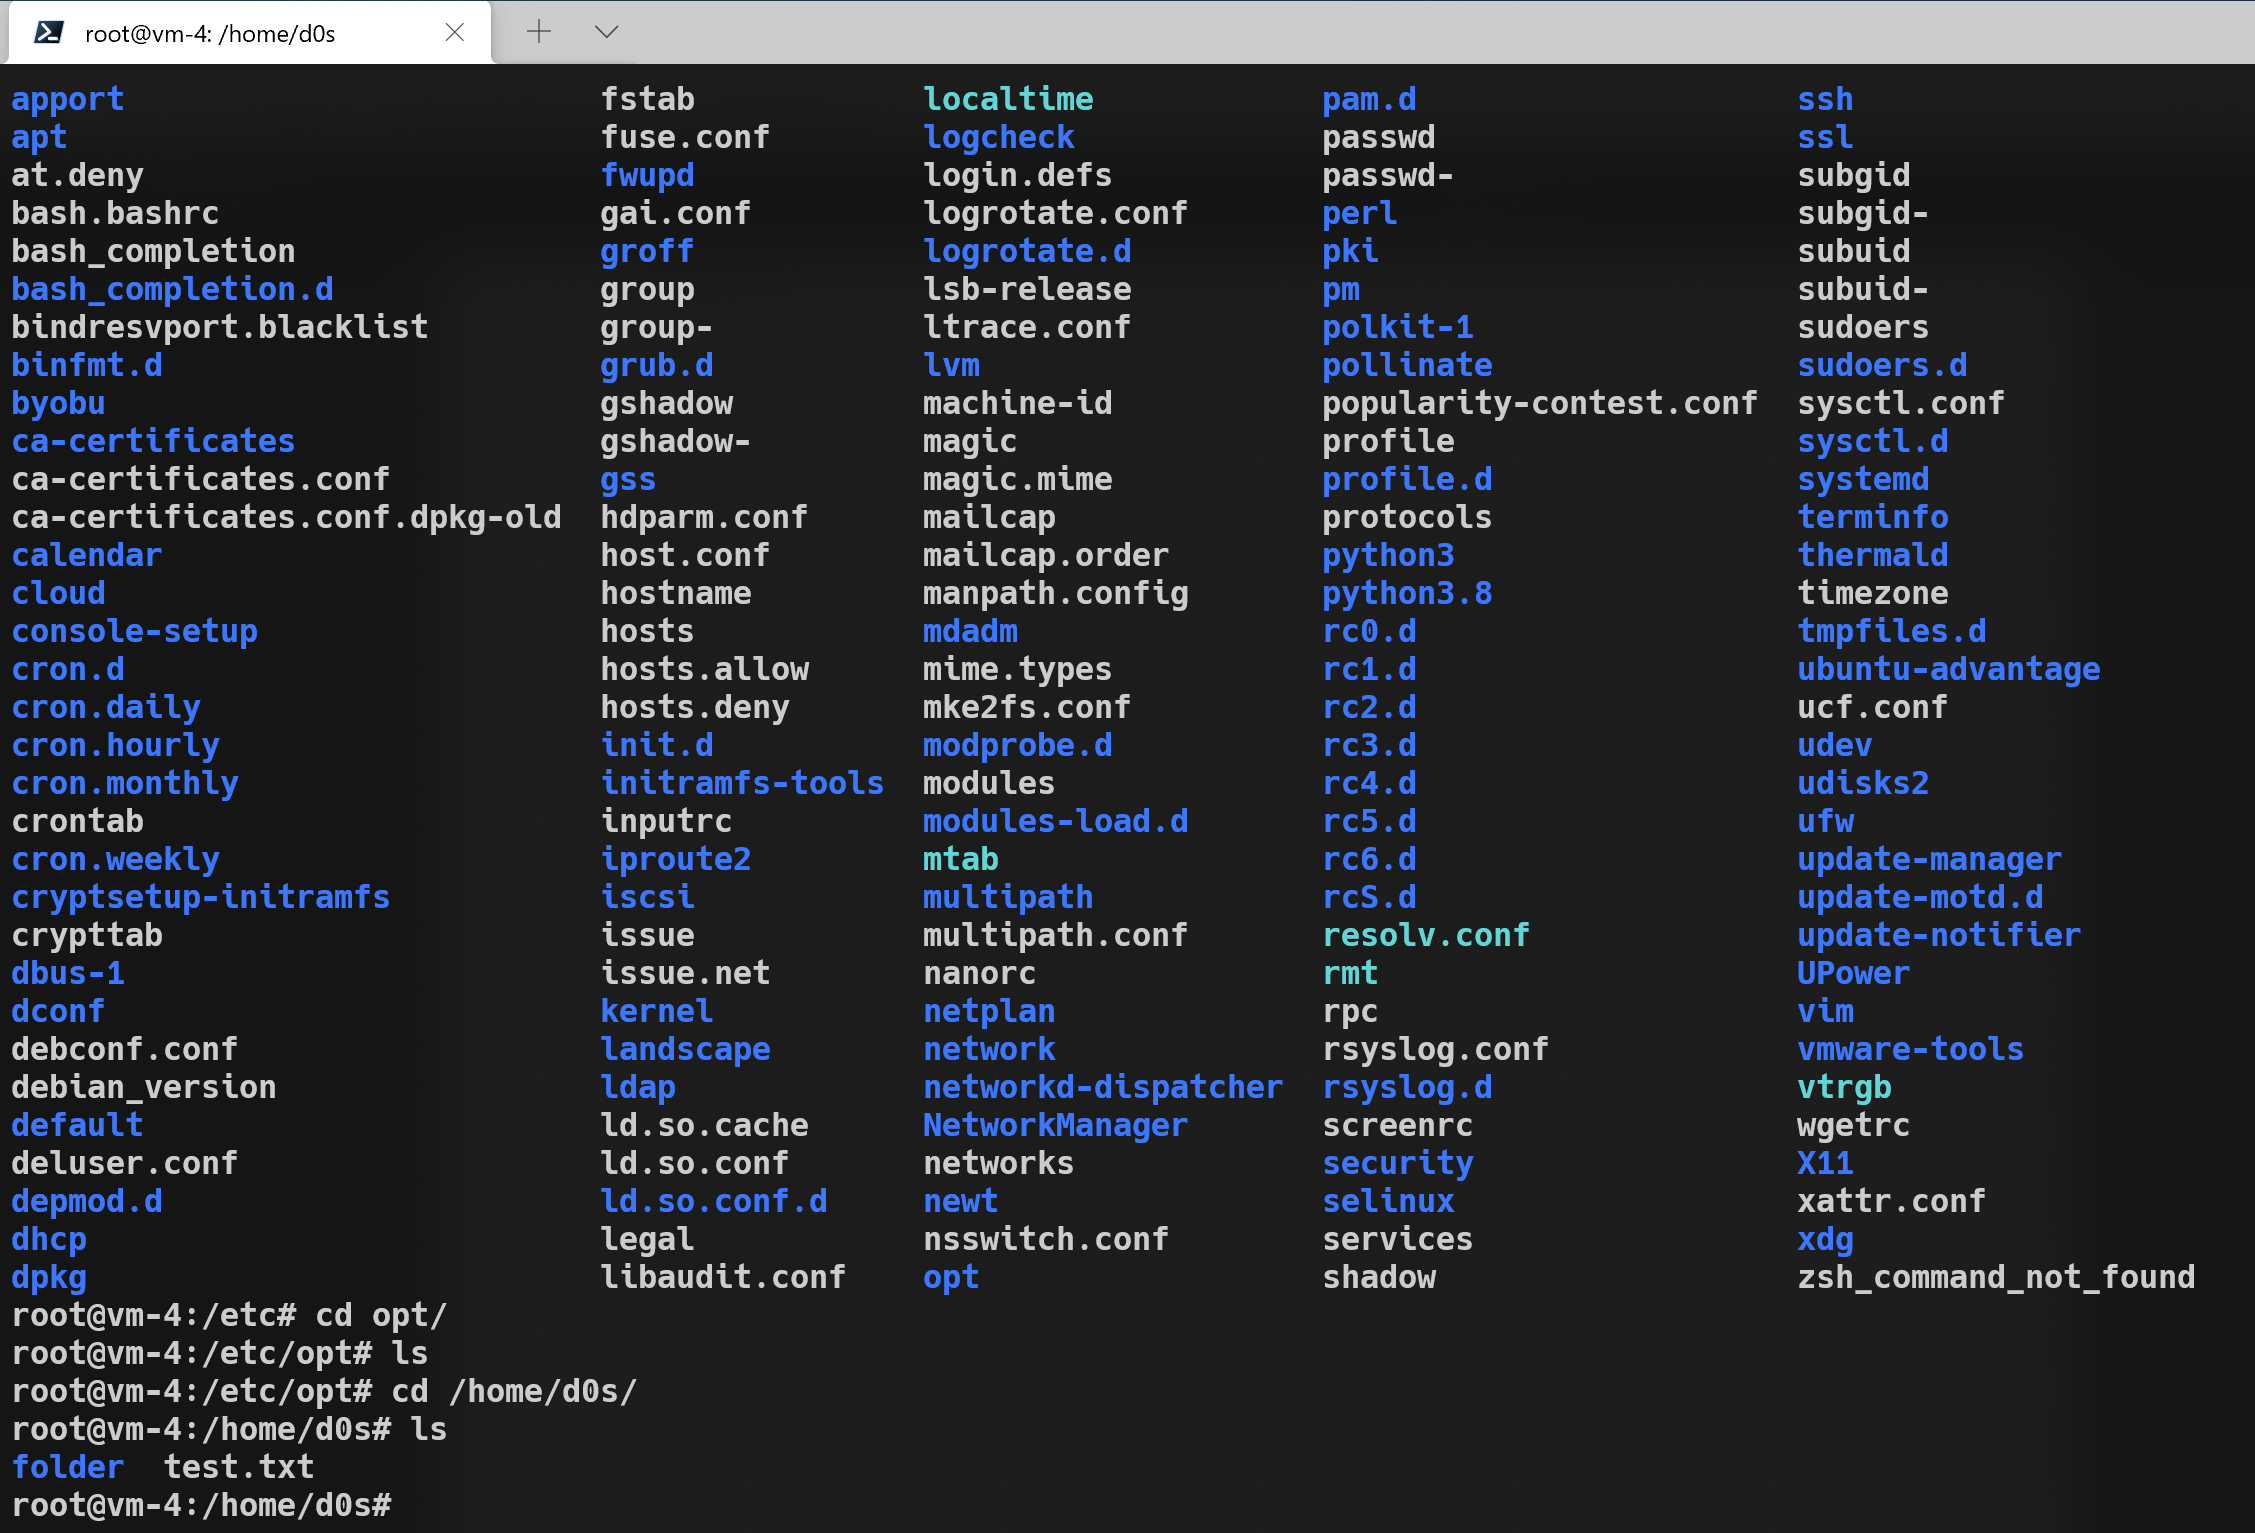 root@vm-4: /home/d0s
apport fstab localtime pam.d ssh
apt fuse.conf logcheck passwd ssl
at.deny fwupd login.defs passwd- subgid
bash.bashrc gai.conf logrotate.conf perl subgid-
bash_completion groff logrotate.d pki subuid
bash_completion.d group lsb-release pm subuid-
bindresvport.blacklist group- ltrace.conf polkit-1 sudoers
binfmt.d grub.d lvm pollinate sudoers.d
byobu gshadow machine-id popularity-contest.conf sysctl.conf
ca-certificates gshadow- magic profile sysctl.d
ca-certificates.conf gss magic.mime profile.d systemd
ca-certificates.conf.dpkg-old hdparm.conf mailcap protocols terminfo
calendar host.conf mailcap.order python3 thermald
cloud hostname manpath.config python3.8 timezone
console-setup hosts mdadm rc0.d tmpfiles.d
cron.d hosts.allow mime.types rc1.d ubuntu-advantage
cron.daily hosts.deny mke2fs.conf rc2.d ucf.conf
cron.hourly init.d modprobe.d rc3.d udev
cron.monthly initramfs-tools modules rc4.d udisks2
crontab inputrc modules-load.d rc5.d ufw
cron.weekly iproute2 mtab rc6.d update-manager
cryptsetup-initramfs iscsi multipath rcS.d update-motd.d
crypttab issue multipath.conf resolv.conf update-notifier
dbus-1 issue.net nanorc rmt UPower
dconf kernel netplan rpc vim
debconf.conf landscape network rsyslog.conf vmware-tools
debian_version ldap networkd-dispatcher rsyslog.d vtrgb
default ld.so.cache NetworkManager screenrc wgetrc
deluser.conf ld.so.conf networks security X11
depmod.d ld.so.conf.d newt selinux xattr.conf
dhcp legal nsswitch.conf services xdg
dpkg libaudit.conf opt shadow zsh_command_not_found
root@vm-4:/etc# cd opt/
root@vm-4:/etc/opt# ls
root@vm-4:/etc/opt# cd /home/d0s/
root@vm-4:/home/d0s# ls
folder test.txt
root@vm-4:/home/d0s#